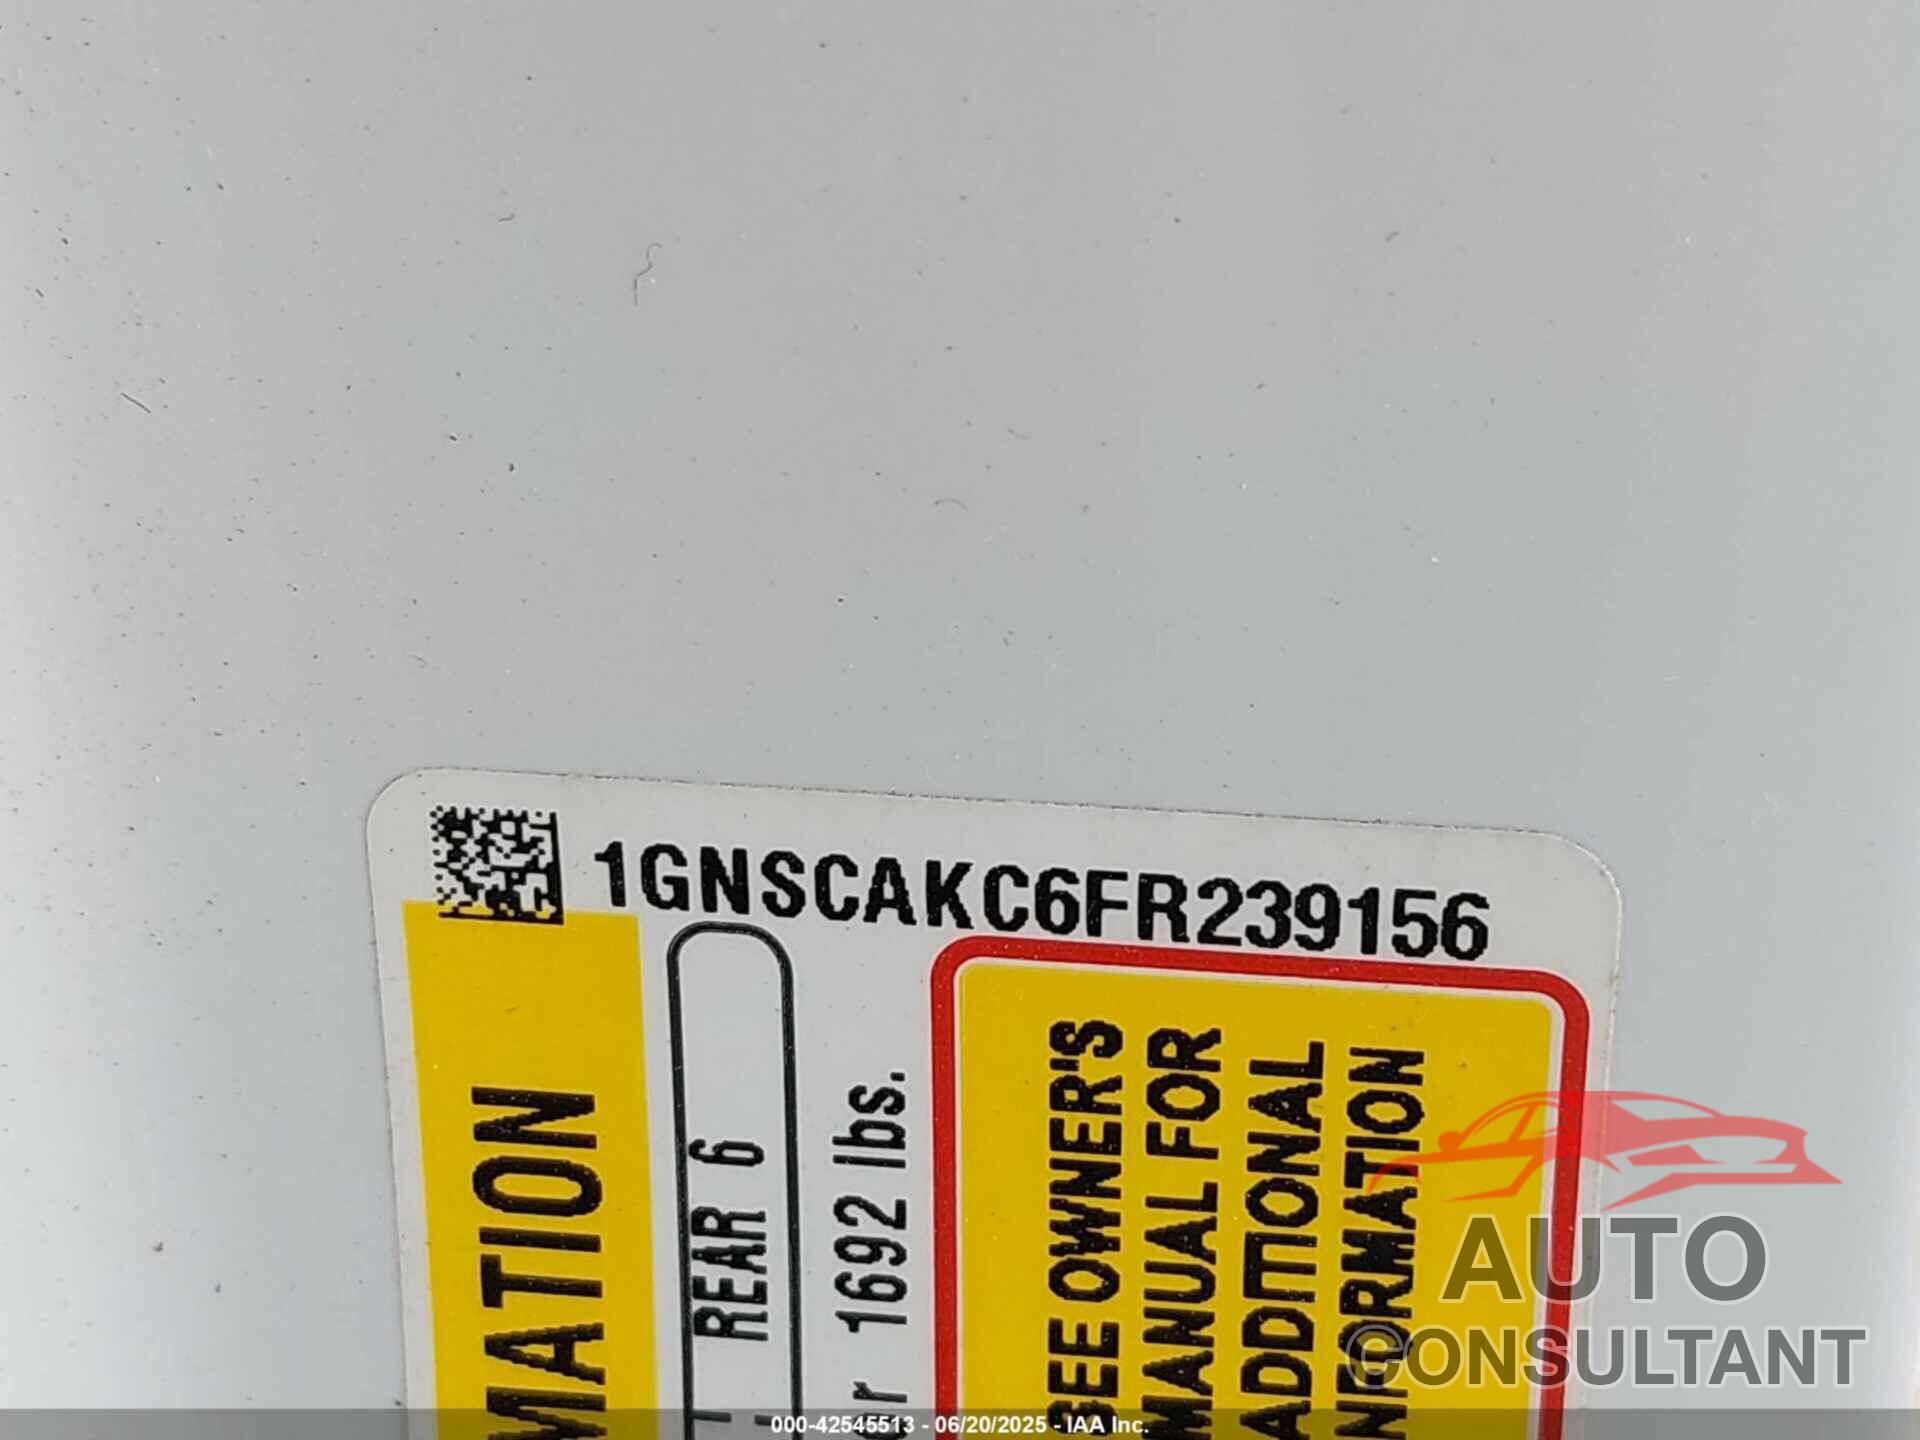 1GNSCAKC6FR239156
MATION
REAR 6
or 1692 lbs.
SEE OWNER'S
MANUAL FOR
ADDITIONAL
INFORMATION
AUTO
CONSULTANT
000-42545513 - 06/20/2025 - IAA Inc.